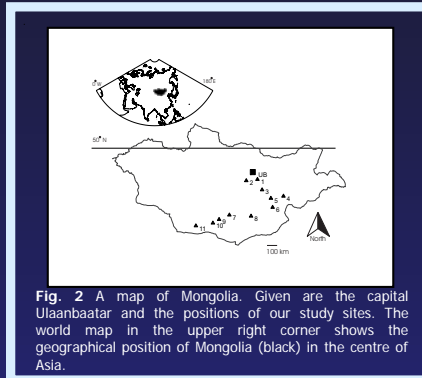 0°W
180°E
50°N
UB
2 1
3
5 4
6
7 8
9
10
11
100 km
North
Fig. 2 A map of Mongolia. Given are the capital
Ulaanbaatar and the positions of our study sites. The
world map in the upper right corner shows the
geographical position of Mongolia (black) in the centre of
Asia.